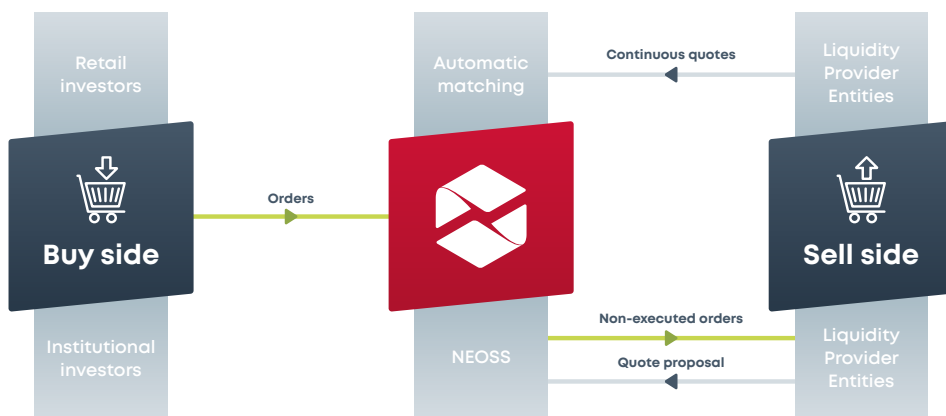 Retail
investors
Buy side
Institutional
investors
Orders
Automatic
matching
NEOSS
Continuous quotes
Non-executed orders
Quote proposal
Liquidity
Provider
Entities
Sell side
Liquidity
Provider
Entities